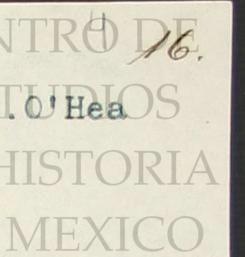 NTRO DE
16.
TUDIOS
.O'Hea
HISTORIA
MEXICO